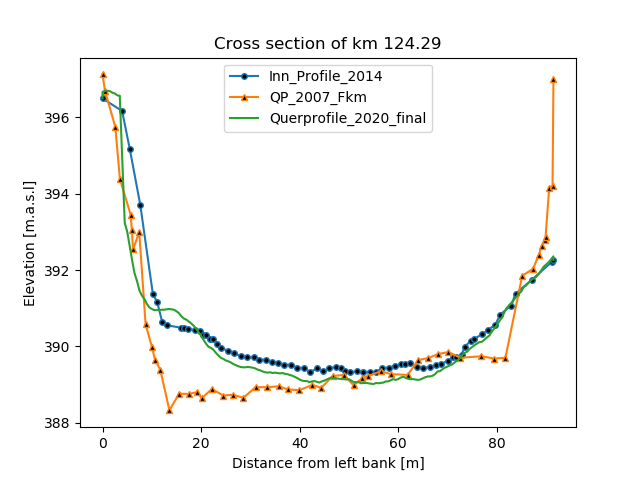 Cross section of km 124.29
Inn_Profile_2014
QP_2007_Fkm
Querprofile_2020_final
Elevation [m.a.s.l]
396
394
392
390
388
0 20 40 60 80
Distance from left bank [m]